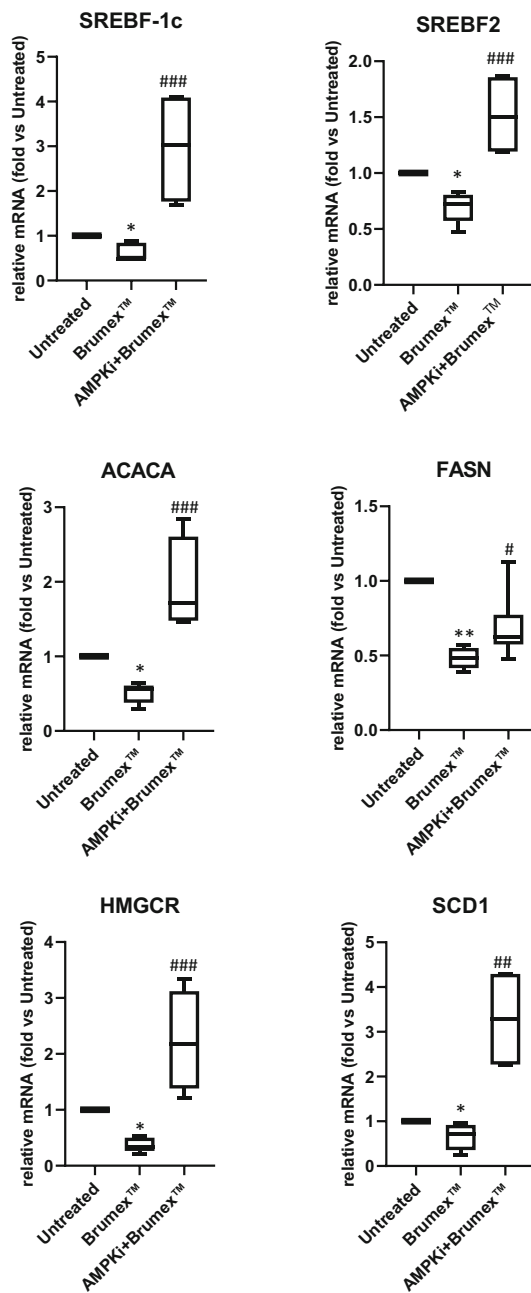 SREBF-1c
relative mRNA (fold vs Untreated)
5
4
3
2
1
0
###
*
Untreated
Brumex™
AMPKi+Brumex™
SREBF2
relative mRNA (fold vs Untreated)
2.0
1.5
1.0
0.5
0.0
###
*
Untreated
Brumex™
AMPKi+Brumex™
ACACA
relative mRNA (fold vs Untreated)
3
2
1
0
###
*
Untreated
Brumex™
AMPKi+Brumex™
FASN
relative mRNA (fold vs Untreated)
1.5
1.0
0.5
0.0
#
**
Untreated
Brumex™
AMPKi+Brumex™
HMGCR
relative mRNA (fold vs Untreated)
4
3
2
1
0
###
*
Untreated
Brumex™
AMPKi+Brumex™
SCD1
relative mRNA (fold vs Untreated)
5
4
3
2
1
0
##
*
Untreated
Brumex™
AMPKi+Brumex™